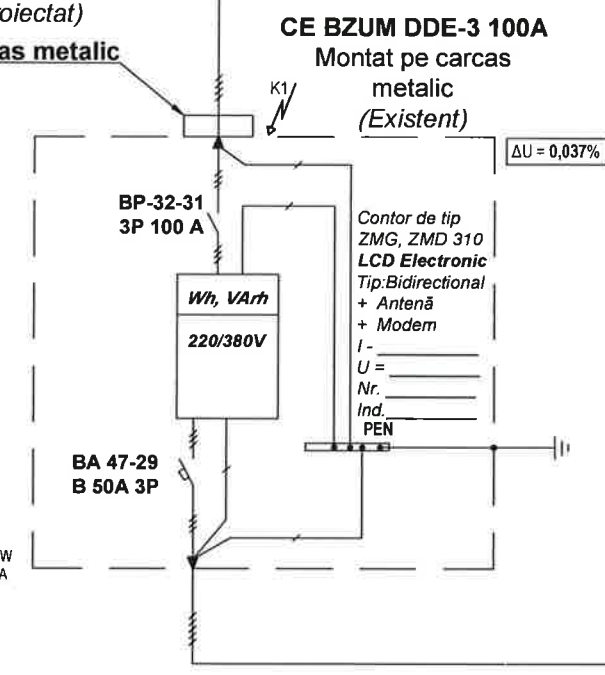 roiectat)
as metalic
CE BZUM DDE-3 100A
Montat pe carcas
metalic
(Existent)
K1
ΔU = 0,037%
BP-32-31
3P 100 A
Contor de tip
ZMG, ZMD 310
LCD Electronic
Tip:Bidirectional
+ Antenă
+ Modem
I -
U =
Nr.
Ind.
Wh, VArh
220/380V
PEN
BA 47-29
B 50A 3P
W
A